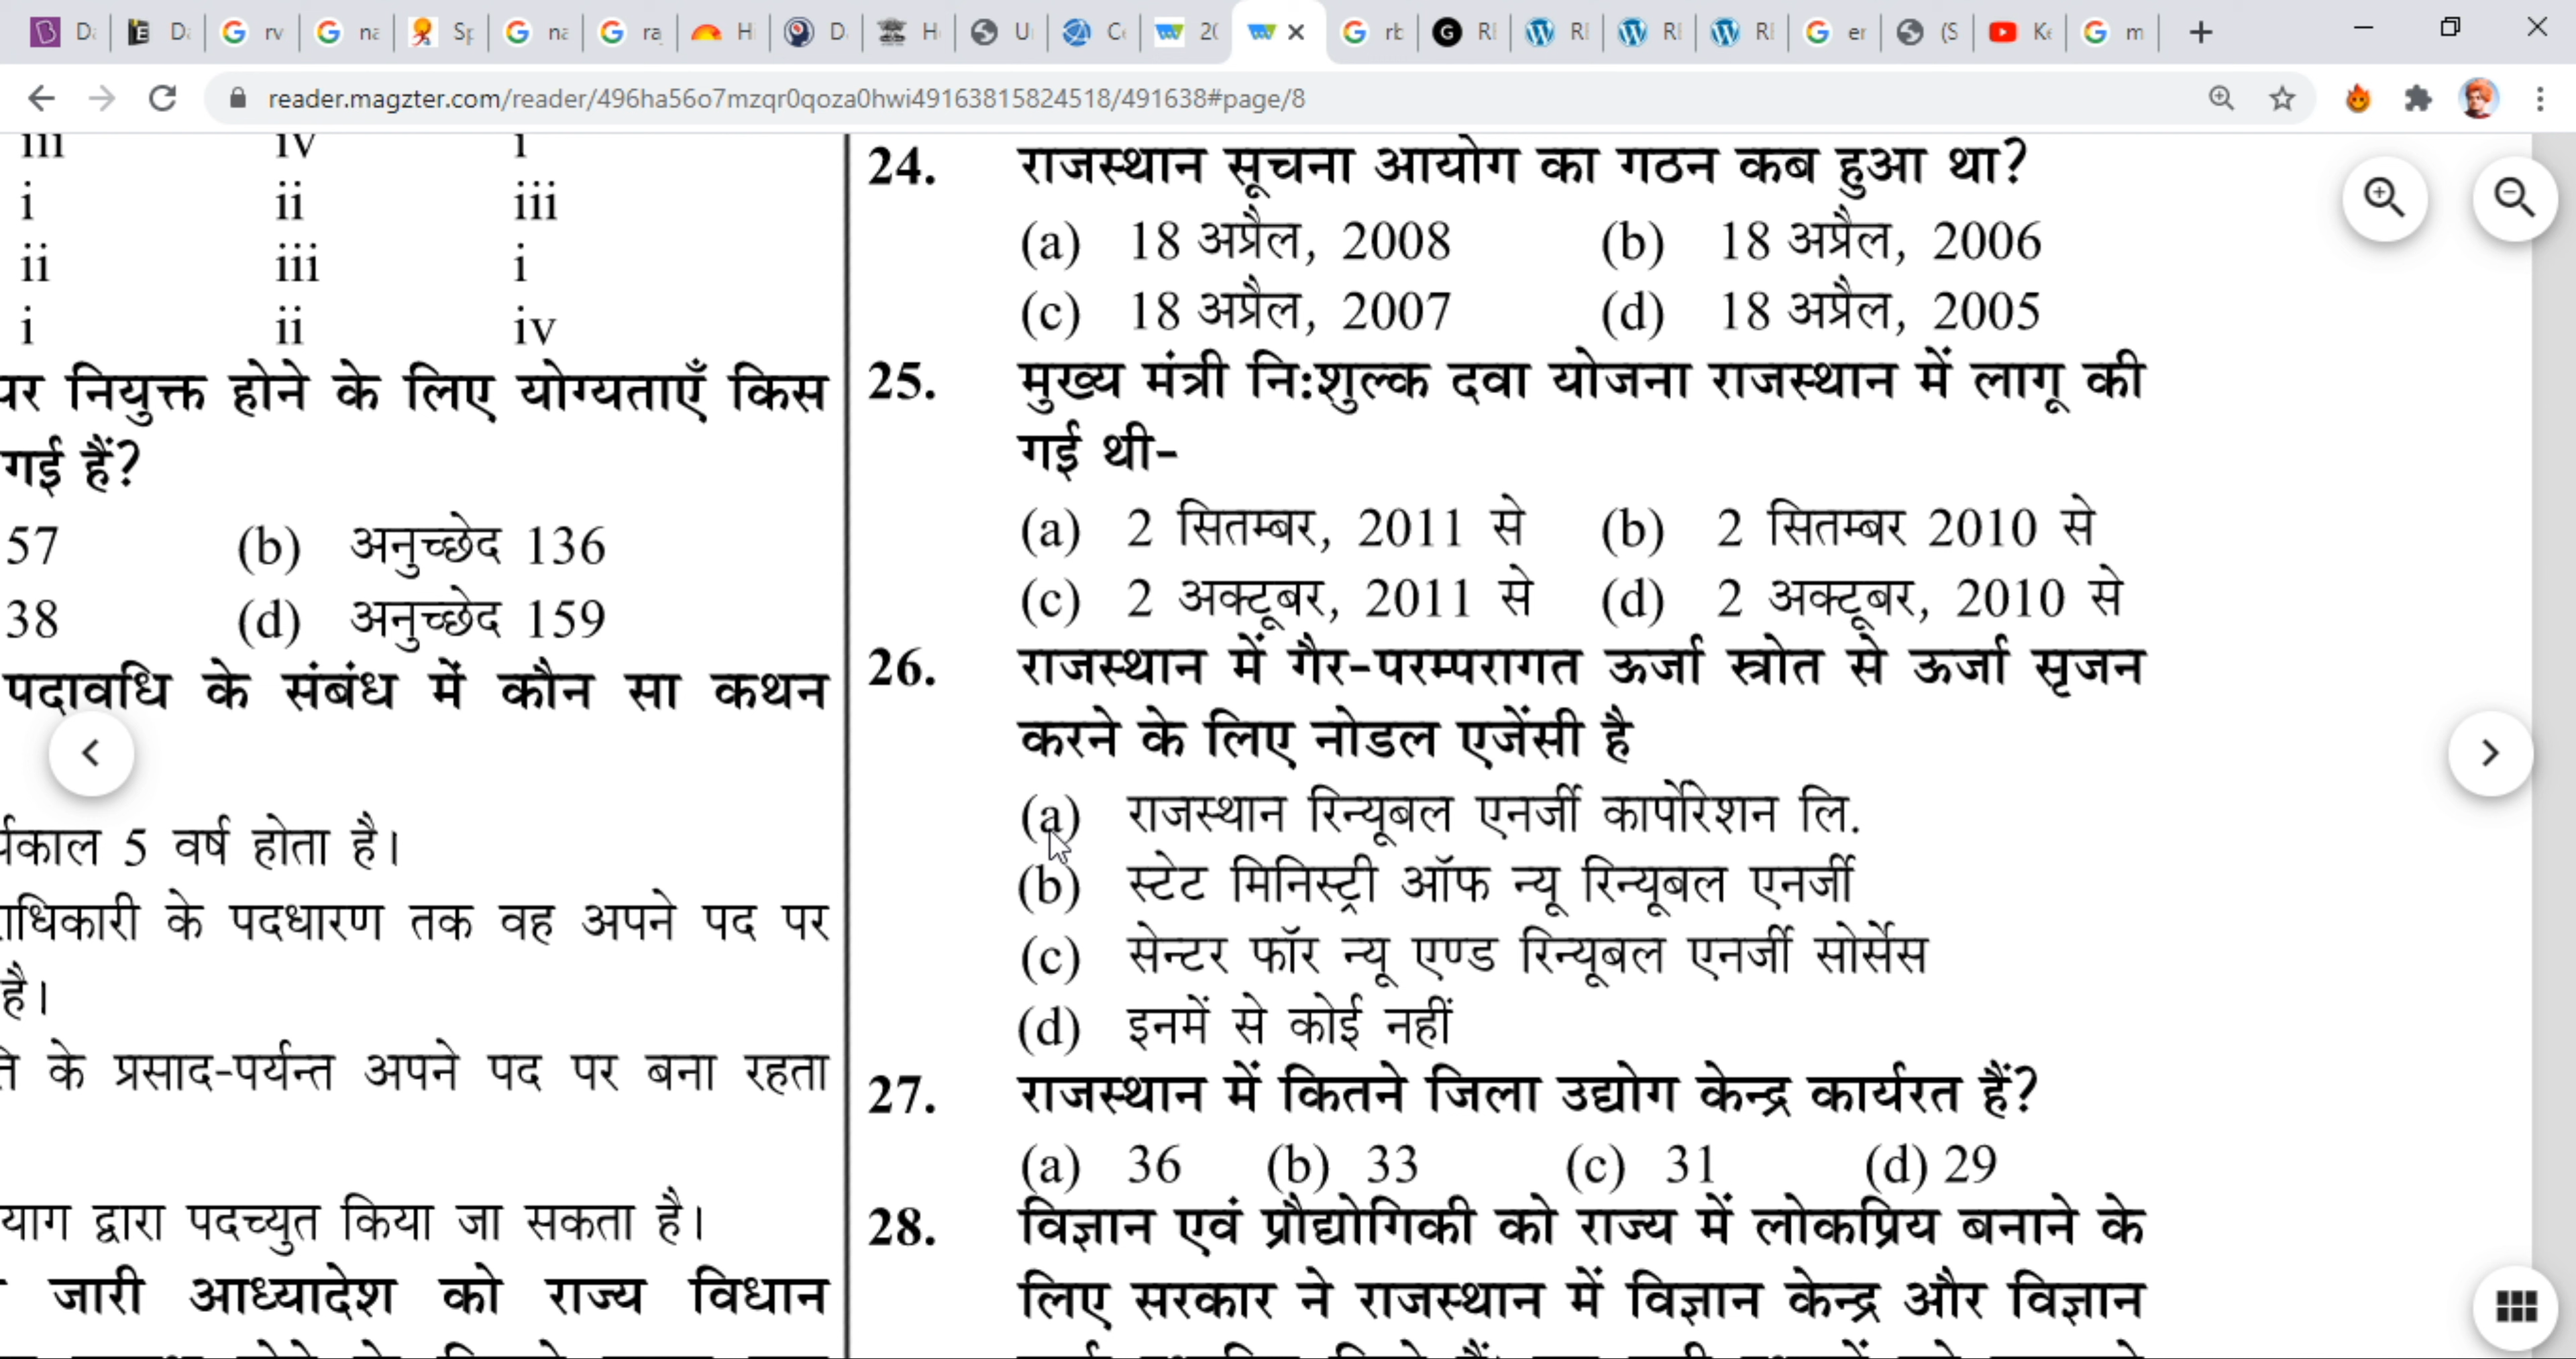 reader.magzter.com/reader/496ha56o7mzqr0qoza0hwi49163815824518/491638#page/8
iii iv i
i ii iii
ii iii i
i ii iv
पर नियुक्त होने के लिए योग्यताएँ किस
गई हैं?
57 (b) अनुच्छेद 136
38 (d) अनुच्छेद 159
पदावधि के संबंध में कौन सा कथन
5 वर्ष होता है।
के पदधारण तक वह अपने पद पर
है।
के प्रसाद-पर्यन्त अपने पद पर बना रहता
द्वारा पदच्युत किया जा सकता है।
जारी आध्यादेश को राज्य विधान
24. राजस्थान सूचना आयोग का गठन कब हुआ था?
(a) 18 अप्रैल, 2008 (b) 18 अप्रैल, 2006
(c) 18 अप्रैल, 2007 (d) 18 अप्रैल, 2005
25. मुख्य मंत्री नि:शुल्क दवा योजना राजस्थान में लागू की
गई थी-
(a) 2 सितम्बर, 2011 से (b) 2 सितम्बर 2010 से
(c) 2 अक्टूबर, 2011 से (d) 2 अक्टूबर, 2010 से
26. राजस्थान में गैर-परम्परागत ऊर्जा स्त्रोत से ऊर्जा सृजन
करने के लिए नोडल एजेंसी है
(a) राजस्थान रिन्यूबल एनर्जी कार्पोरेशन लि.
(b) स्टेट मिनिस्ट्री ऑफ न्यू रिन्यूबल एनर्जी
(c) सेन्टर फॉर न्यू एण्ड रिन्यूबल एनर्जी सोर्सेस
(d) इनमें से कोई नहीं
27. राजस्थान में कितने जिला उद्योग केन्द्र कार्यरत हैं?
(a) 36 (b) 33 (c) 31 (d) 29
28. विज्ञान एवं प्रौद्योगिकी को राज्य में लोकप्रिय बनाने के
लिए सरकार ने राजस्थान में विज्ञान केन्द्र और विज्ञान